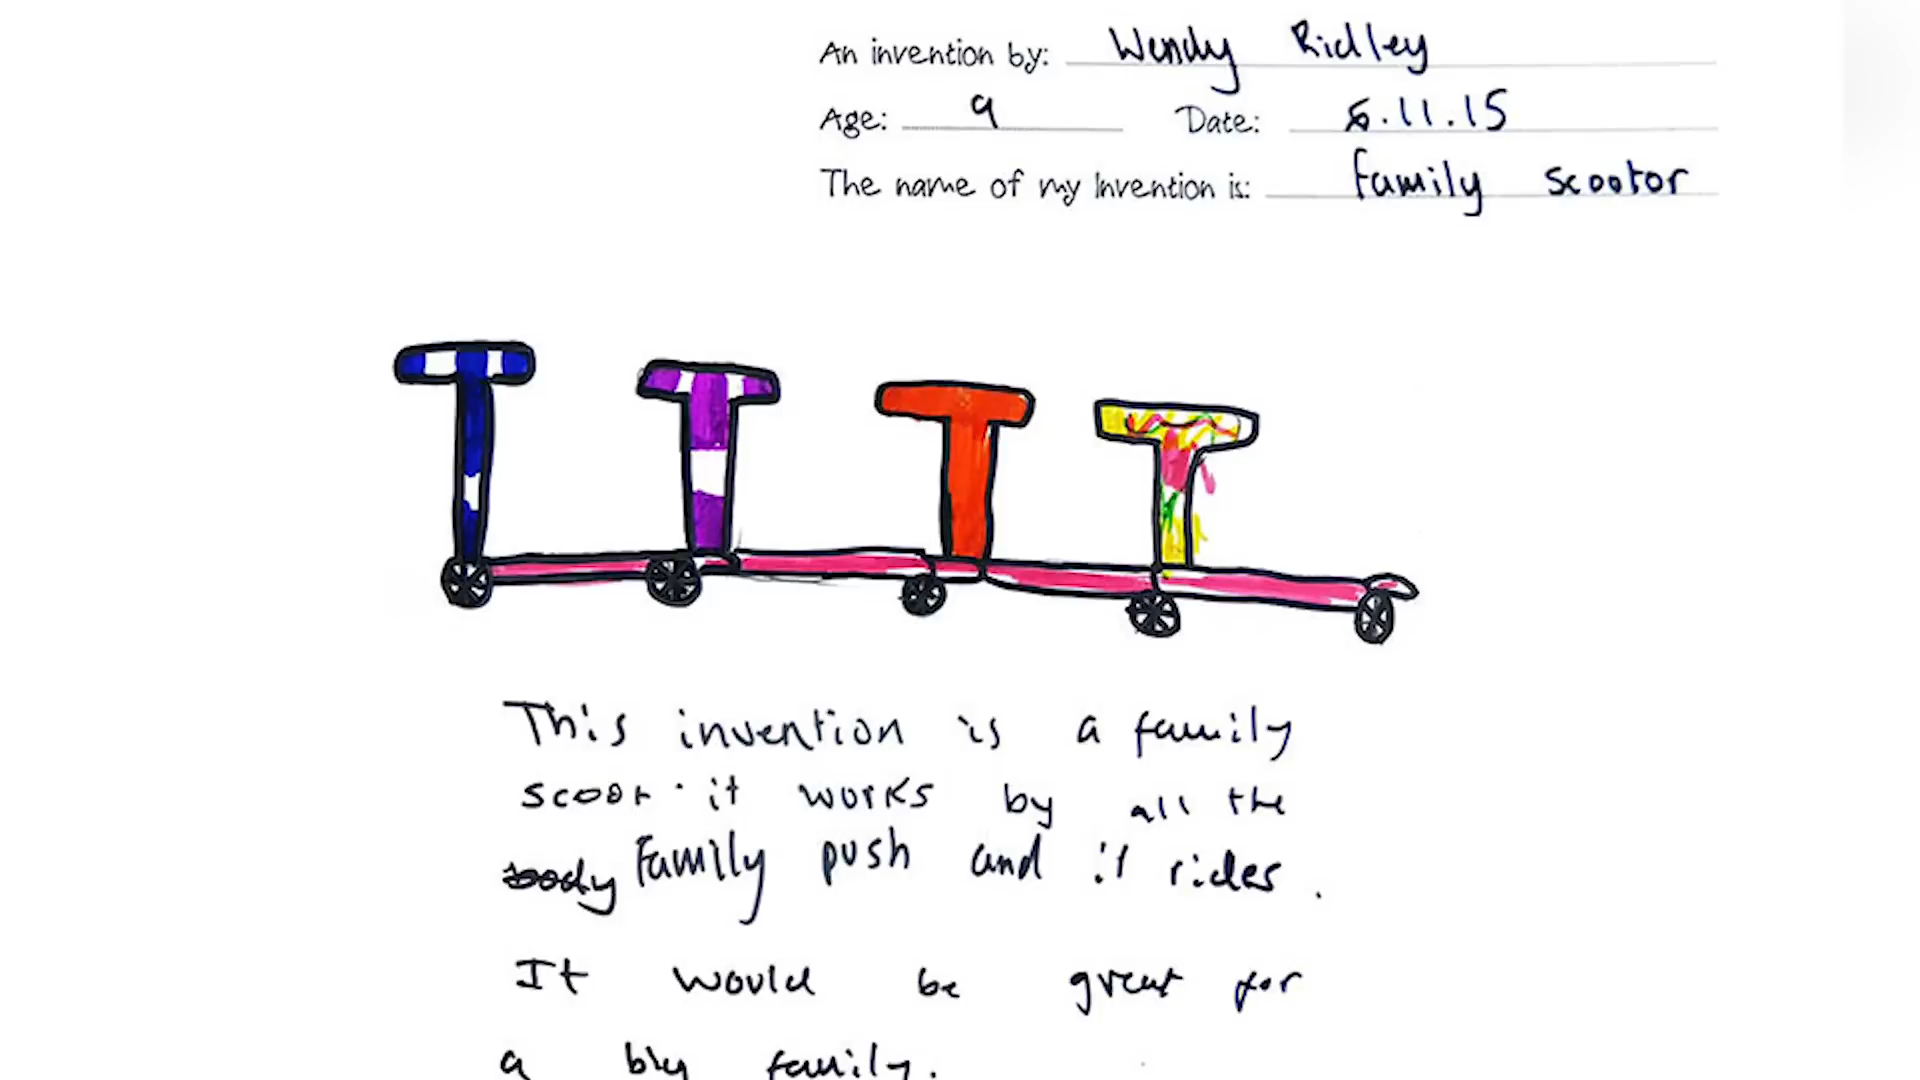 An invention by: Wendy Ridley
Age: 9 Date: 5.11.15
The name of my Invention is: family scootor
This invention is a family
scoor. it works by all the
body Family push and it rides.
It would be great for
a big family.